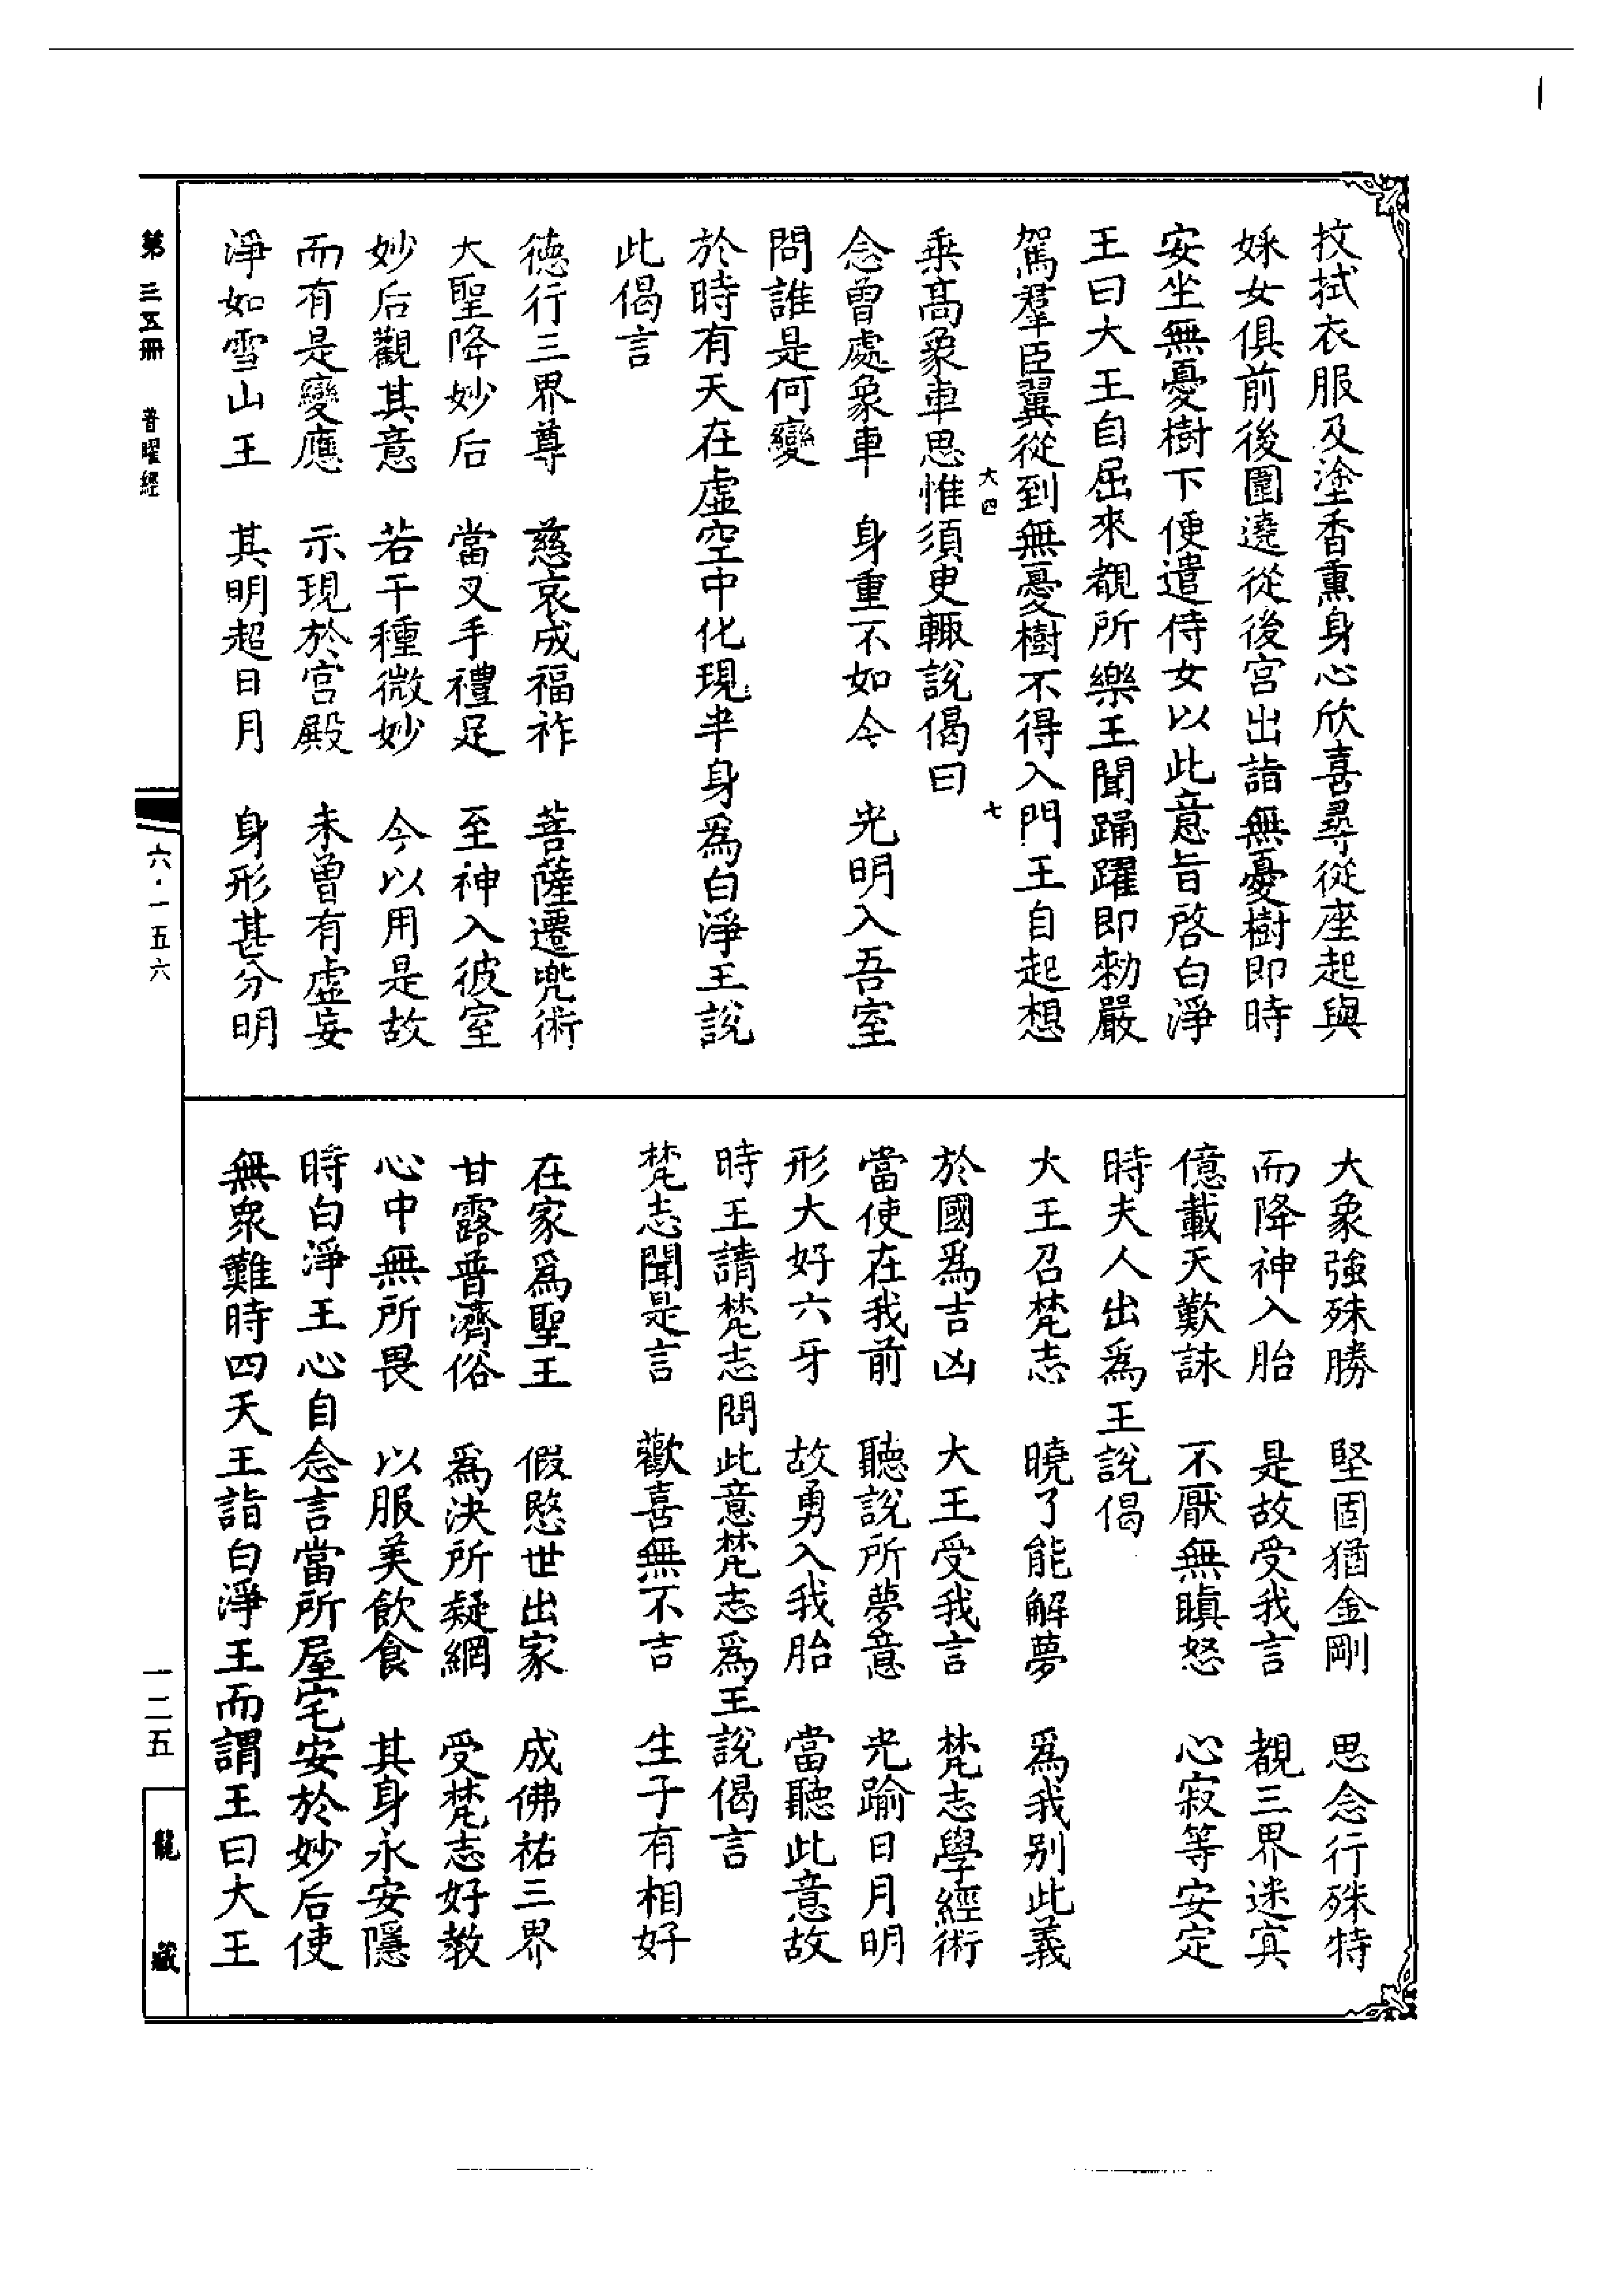 抆拭衣服及塗香熏身心欣喜尋從座起與
婇女俱前後圍遶從後宮出詣無憂樹即時
安坐無憂樹下便遣侍女以此意旨啓白淨
王曰大王自屈來覩所樂王聞踊躍即勑嚴
駕羣臣翼從到無憂樹不得入門王自起想
大四 七
乘高象車思惟須臾輒說偈曰
念曾處象車 身重不如今 光明入吾室
問誰是何變
於時有天在虛空中化現半身為白淨王說
此偈言
德行三界尊 慈哀成福祚 菩薩遷兜術
大聖降妙后 當叉手禮足 至神入彼室
妙后觀其意 若干種微妙 今以用是故
而有是變應 示現於宮殿 未曾有虛妄
淨如雪山王 其明超日月 身形甚分明
大象強殊勝 堅固猶金剛 思念行殊特
而降神入胎 是故受我言 覩三界迷寘
億載天歎詠 不厭無瞋怒 心寂等安定
時夫人出為王說偈
大王召梵志 曉了能解夢 為我別此義
於國為吉凶 大王受我言 梵志學經術
當使在我前 聽說所夢意 光踰日月明
形大好六牙 故勇入我胎 當聽此意故
時王請梵志問此意梵志為王說偈言
梵志聞是言 歡喜無不吉 生子有相好
在家為聖王 假愍世出家 成佛祐三界
甘露普濟俗 為決所疑網 受梵志好教
心中無所畏 以服美飲食 其身永安隱
時白淨王心自念言當所屋宅安於妙后使
無衆難時四天王詣白淨王而謂王曰大王
第三五冊 普曜經
六·一五六
一二五
龍藏